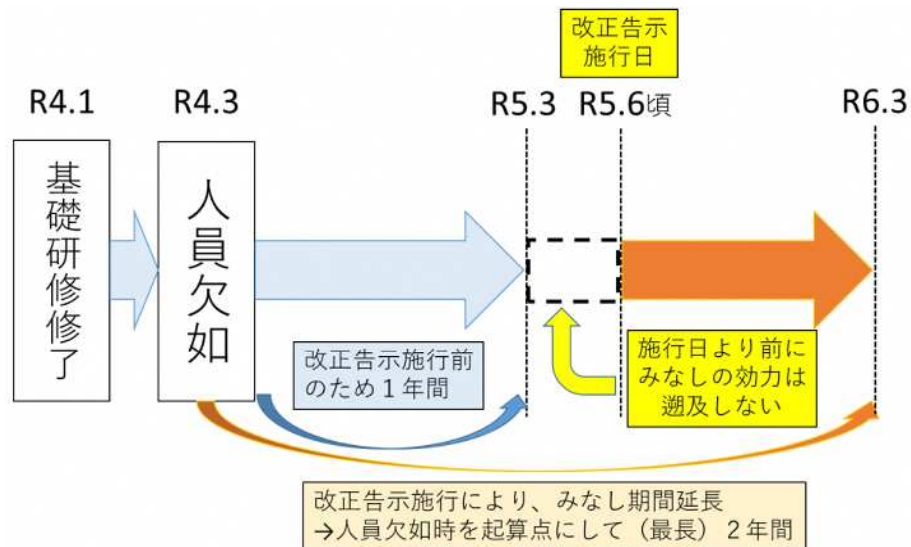 改正告示
施行日
R4.1
R4.3
R5.3
R5.6頃
R6.3
基礎研修修了
人員欠如
改正告示施行前
のため１年間
施行日より前に
みなしの効力は
遡及しない
改正告示施行により、みなし期間延長
→人員欠如時を起算点にして（最長）２年間